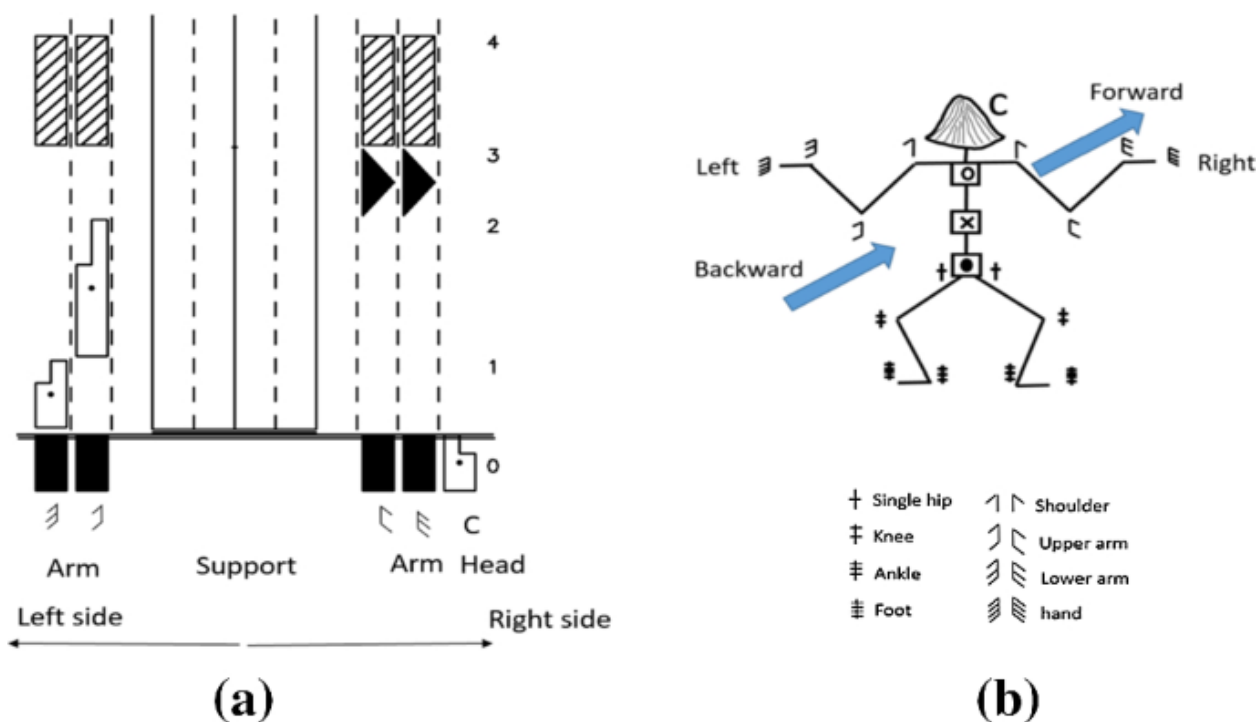 4
3
2
1
0
C
Arm
Support
Arm
Head
Left side
Right side
(a)
C
Forward
Left
Right
Backward
Single hip
Shoulder
Knee
Upper arm
Ankle
Lower arm
Foot
hand
(b)